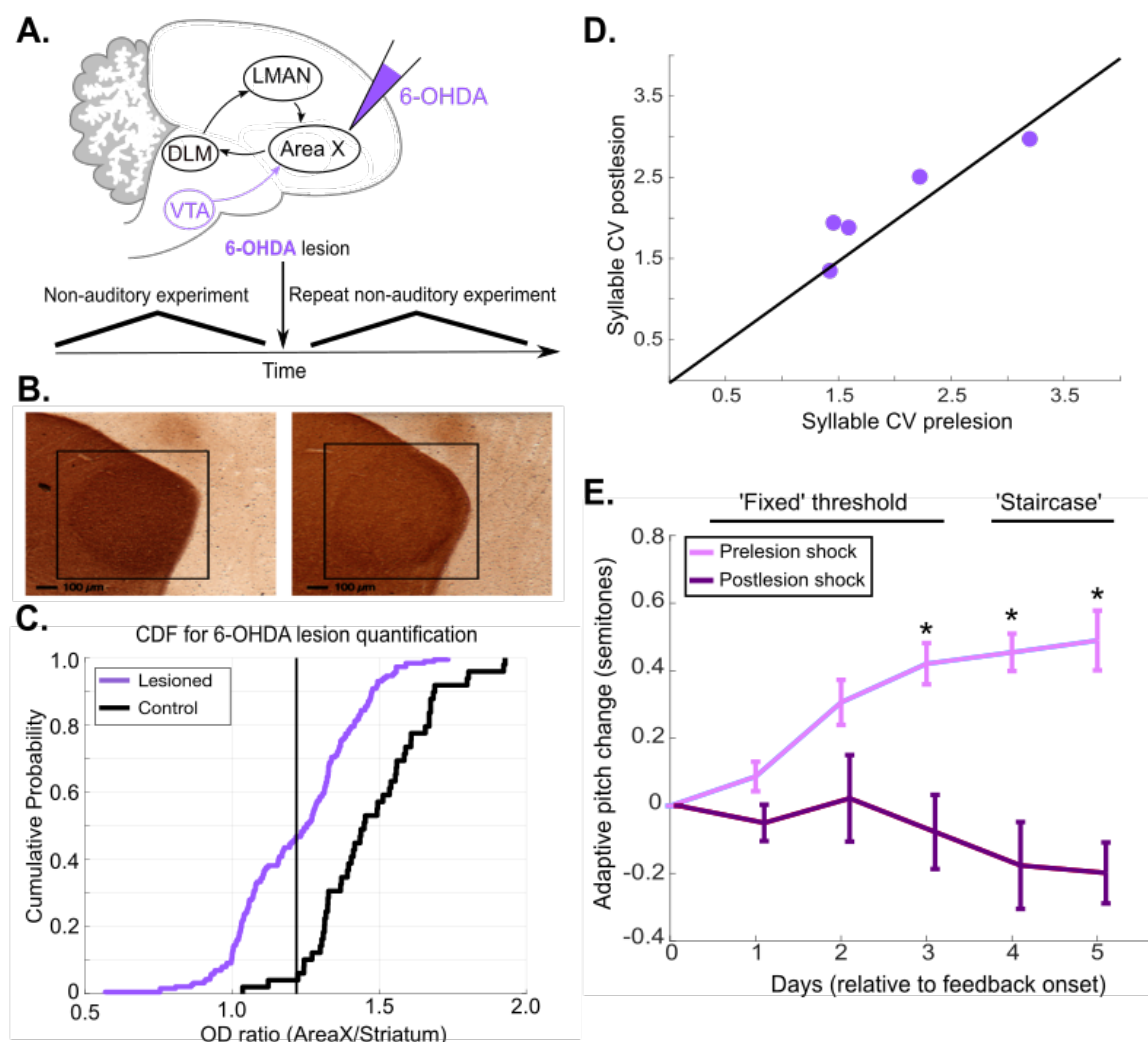 A.
LMAN
6-OHDA
DLM
Area X
VTA
6-OHDA lesion
Non-auditory experiment
Repeat non-auditory experiment
Time
B.
100 µm
100 µm
C.
CDF for 6-OHDA lesion quantification
Lesioned
Control
Cumulative Probability
1.0
0.8
0.6
0.4
0.2
0
0.5
1.0
1.5
2.0
OD ratio (AreaX/Striatum)
D.
Syllable CV postlesion
3.5
2.5
1.5
0.5
0.5
1.5
2.5
3.5
Syllable CV prelesion
E.
'Fixed' threshold
'Staircase'
Prelesion shock
Postlesion shock
Adaptive pitch change (semitones)
0.8
0.6
0.4
0.2
0
-0.2
-0.4
*
*
*
0
1
2
3
4
5
Days (relative to feedback onset)